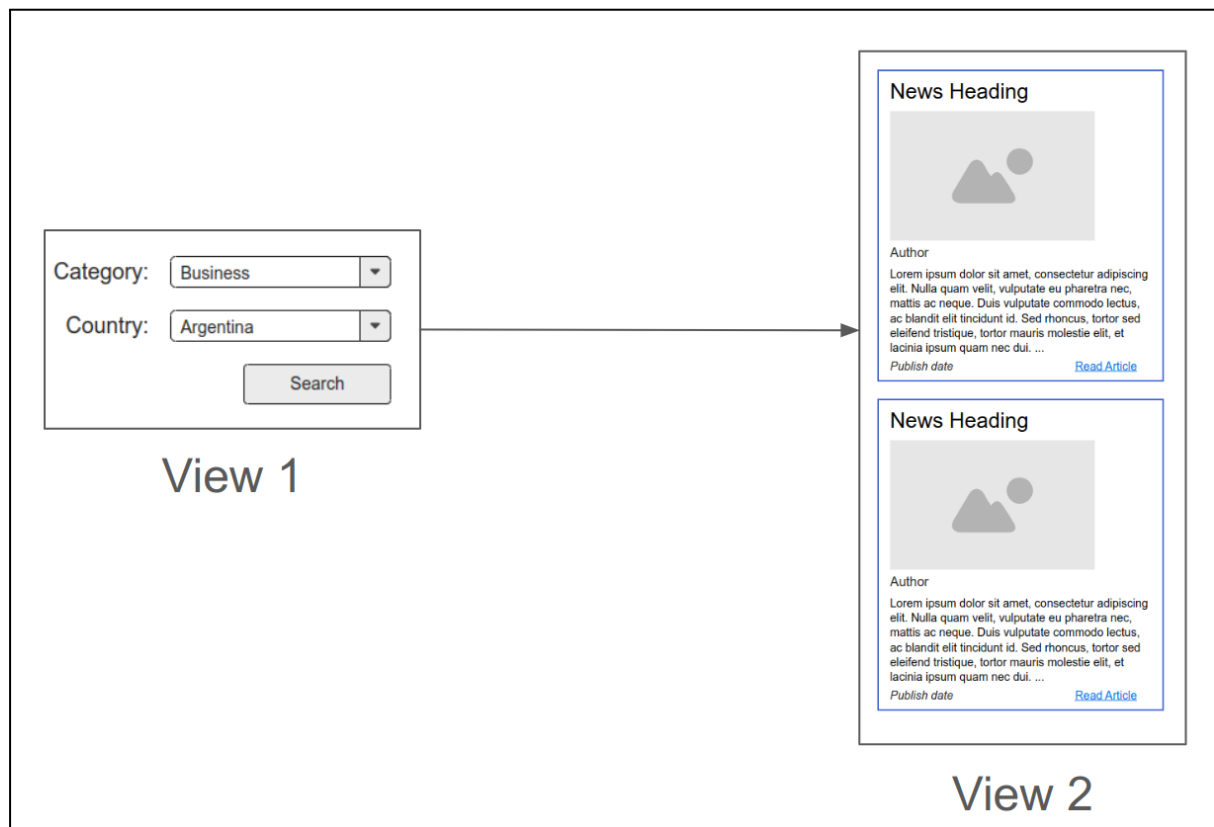 Category: Business
Country: Argentina
Search
View 1
News Heading
Author
Lorem ipsum dolor sit amet, consectetur adipiscing
elit. Nulla quam velit, vulputate eu pharetra nec,
mattis ac neque. Duis vulputate commodo lectus,
ac blandit elit tincidunt id. Sed rhoncus, tortor sed
eleifend tristique, tortor mauris molestie elit, et
lacinia ipsum quam nec dui. ...
Publish date Read Article
News Heading
Author
Lorem ipsum dolor sit amet, consectetur adipiscing
elit. Nulla quam velit, vulputate eu pharetra nec,
mattis ac neque. Duis vulputate commodo lectus,
ac blandit elit tincidunt id. Sed rhoncus, tortor sed
eleifend tristique, tortor mauris molestie elit, et
lacinia ipsum quam nec dui. ...
Publish date Read Article
View 2